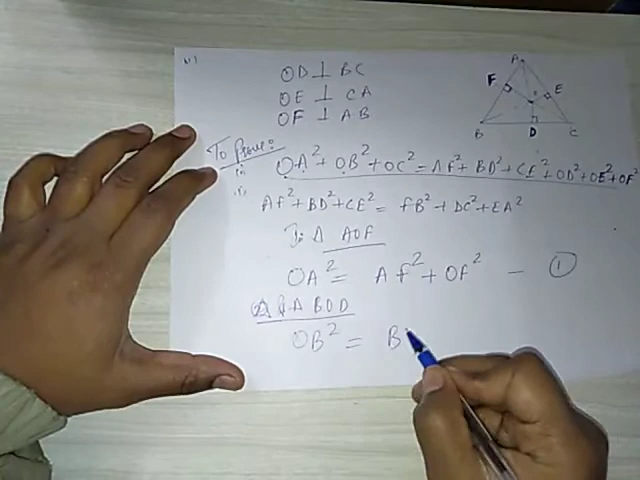 OD ⊥ BC
OE ⊥ CA
OF ⊥ AB
A
F
E
B
D
C
To Prove:
(i) OA² + OB² + OC² = AF² + BD² + CE² + OD² + OE² + OF²
(ii) AF² + BD² + CE² = FB² + DC² + EA²
In Δ AOF
OA² = AF² + OF² — ①
Δ BOD
OB² = B